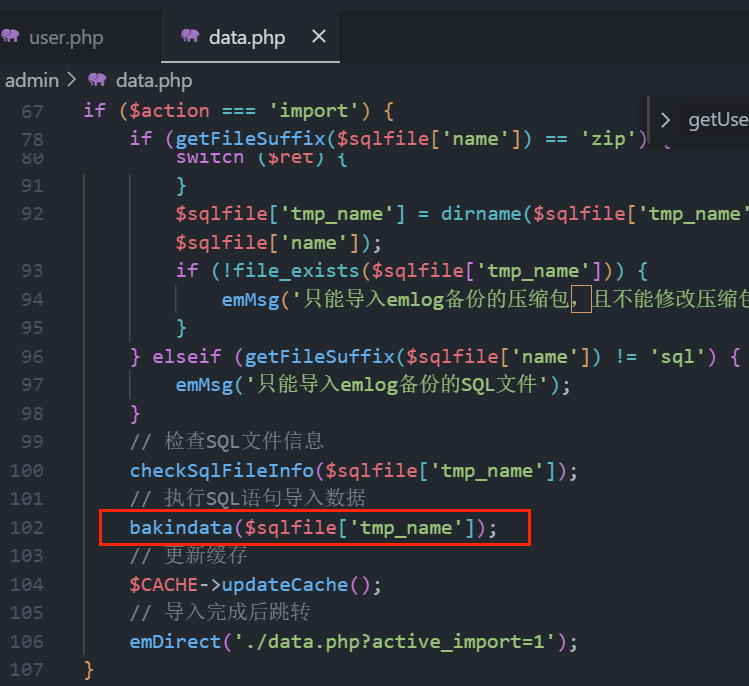 user.php data.php
admin > data.php
67 if ($action === 'import') { getUse
78 if (getFileSuffix($sqlfile['name']) == 'zip') {
80 switch ($ret) {
91 }
92 $sqlfile['tmp_name'] = dirname($sqlfile['tmp_name'
$sqlfile['name']);
93 if (!file_exists($sqlfile['tmp_name'])) {
94 emMsg('只能导入emlog备份的压缩包，且不能修改压缩包
95 }
96 } elseif (getFileSuffix($sqlfile['name']) != 'sql') {
97 emMsg('只能导入emlog备份的SQL文件');
98 }
99 // 检查SQL文件信息
100 checkSqlFileInfo($sqlfile['tmp_name']);
101 // 执行SQL语句导入数据
102 bakindata($sqlfile['tmp_name']);
103 // 更新缓存
104 $CACHE->updateCache();
105 // 导入完成后跳转
106 emDirect('./data.php?active_import=1');
107 }